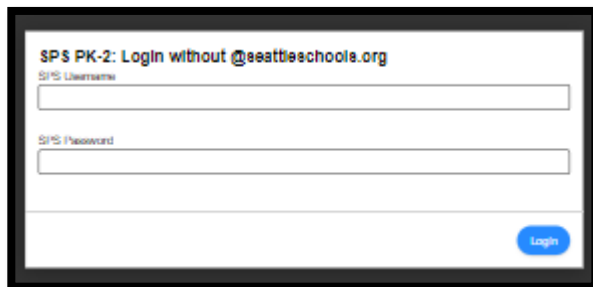 SPS PK-2: Login without @seattleschools.org
SPS Username
SPS Password
Login